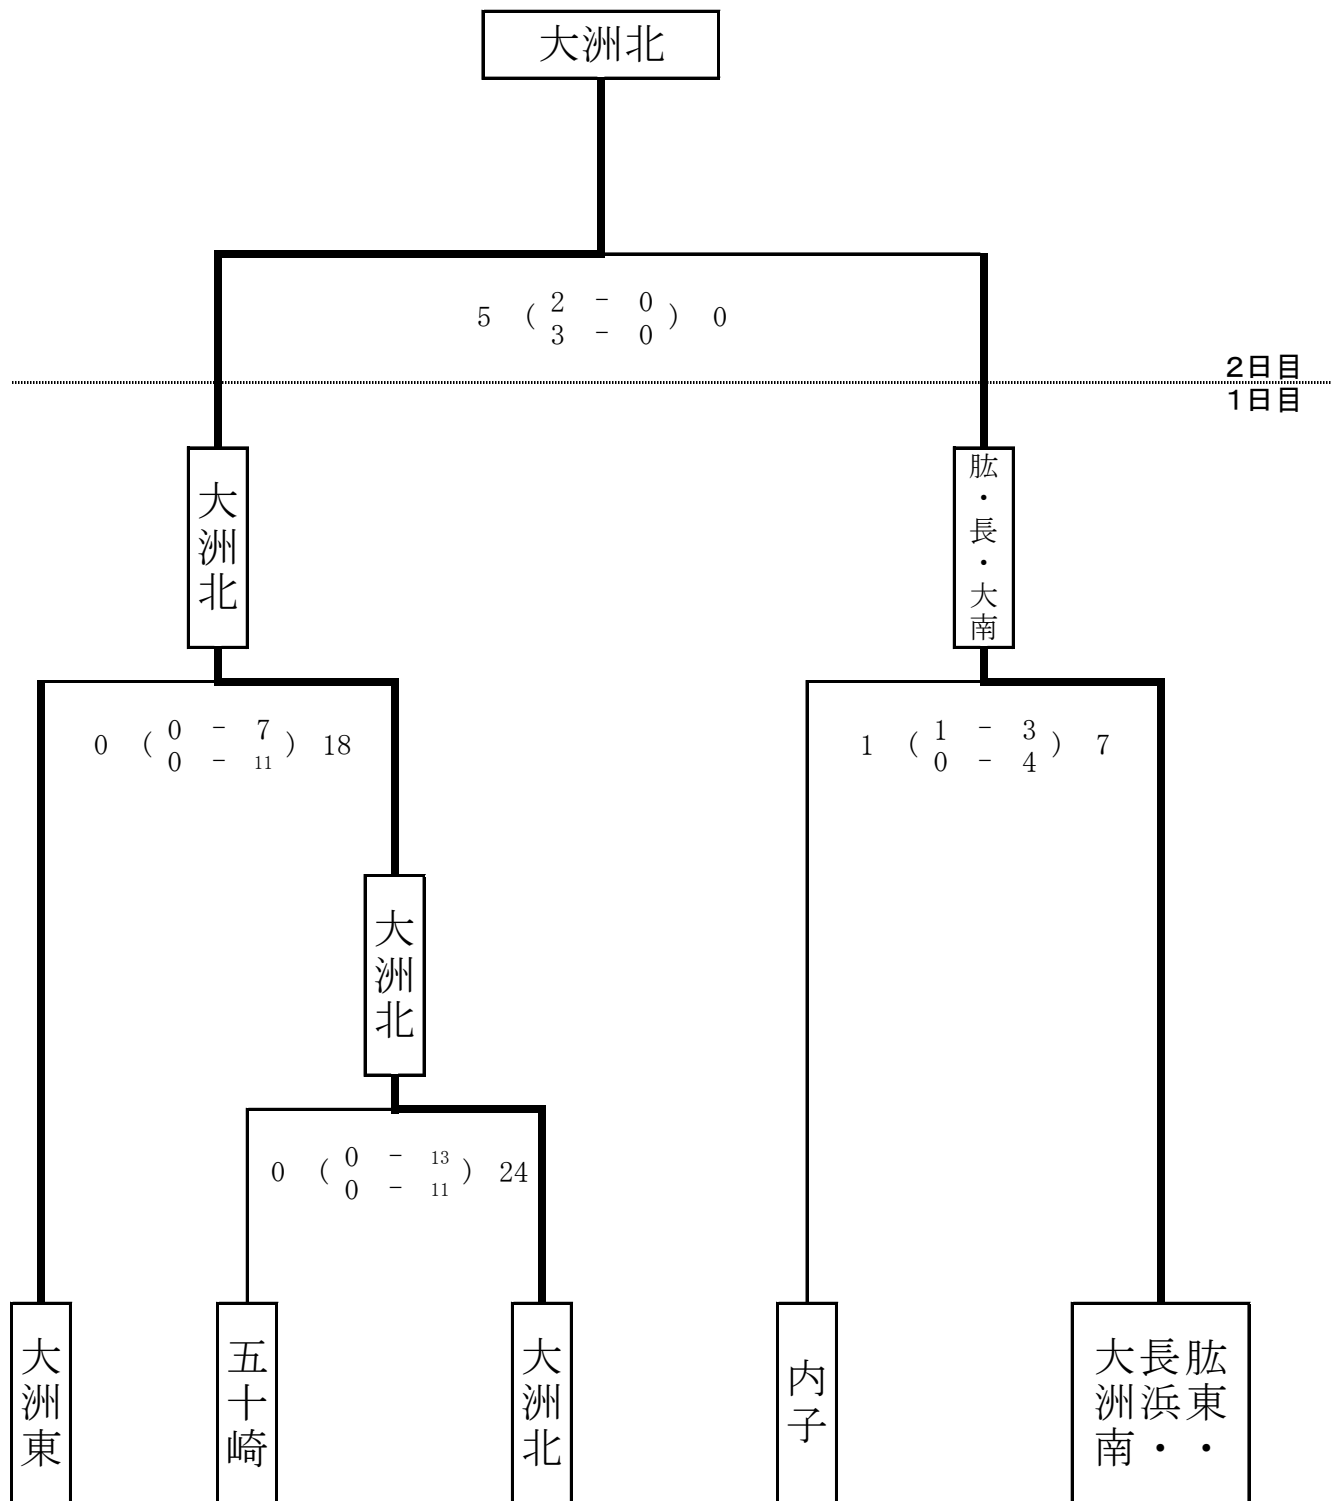 大洲北
5 ( 2 - 0 ) 0
3 - 0
2日目
1日目
大洲北
肱・長・大南
0 ( 0 - 7 ) 18
0 - 11
1 ( 1 - 3 ) 7
0 - 4
大洲北
0 ( 0 - 13 ) 24
0 - 11
大洲東
五十崎
大洲北
内子
肱東・
長浜・
大洲南